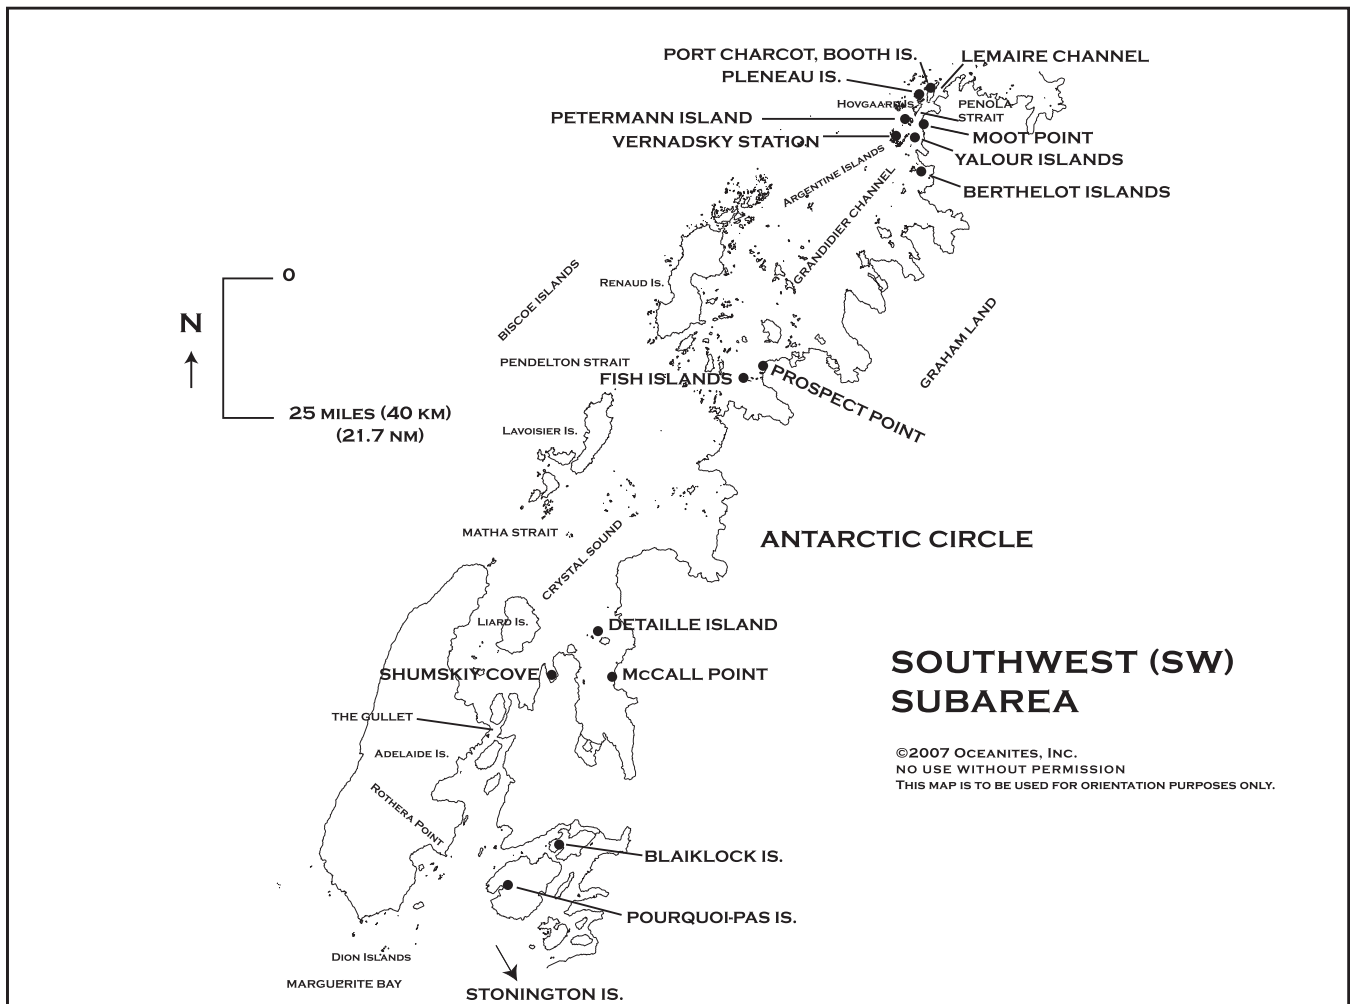 PORT CHARCOT, BOOTH IS.
LEMAIRE CHANNEL
PLENEAU IS.
HOVGAARD IS.
PENOLA
STRAIT
PETERMANN ISLAND
MOOT POINT
VERNADSKY STATION
YALOUR ISLANDS
ARGENTINE ISLANDS
BERTHELOT ISLANDS
GRANDIDIER CHANNEL
0
RENAUD IS.
BISCOE ISLANDS
N
GRAHAM LAND
PENDELTON STRAIT
FISH ISLANDS
PROSPECT POINT
25 MILES (40 KM)
(21.7 NM)
LAVOISIER IS.
MATHA STRAIT
ANTARCTIC CIRCLE
CRYSTAL SOUND
LIARD IS.
DETAILLE ISLAND
SOUTHWEST (SW)
SUBAREA
SHUMSKIY COVE
McCALL POINT
THE GULLET
ADELAIDE IS.
©2007 OCEANITES, INC.
NO USE WITHOUT PERMISSION
THIS MAP IS TO BE USED FOR ORIENTATION PURPOSES ONLY.
ROTHERA POINT
BLAIKLOCK IS.
POURQUOI-PAS IS.
DION ISLANDS
MARGUERITE BAY
STONINGTON IS.